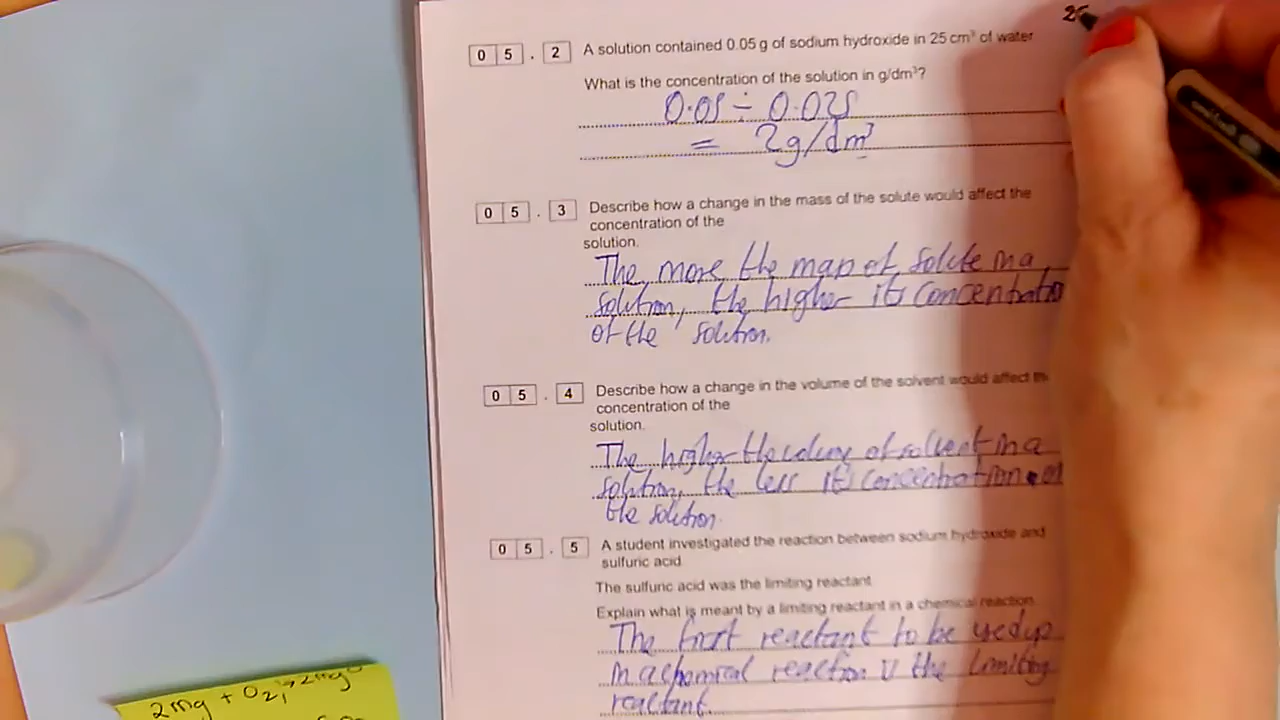 25
0 5 . 2 A solution contained 0.05 g of sodium hydroxide in 25 cm³ of water
What is the concentration of the solution in g/dm³?
0.05 ÷ 0.025
= 2g/dm³
0 5 . 3 Describe how a change in the mass of the solute would affect the
concentration of the
solution.
The more the mass of solute in a
solution, the higher its concentratio
of the solution.
0 5 . 4 Describe how a change in the volume of the solvent would affect th
concentration of the
solution.
The higher the of solvent in a
solution, the less its concentration
the solution.
0 5 . 5 A student investigated the reaction between sodium hydroxide and
sulfuric acid.
The sulfuric acid was the limiting reactant
Explain what is meant by a limiting reactant in a chemical reaction.
The first reactant to be used up
in a chemical reaction is the limiting
reactant.
2mg + O2, → 2mgO